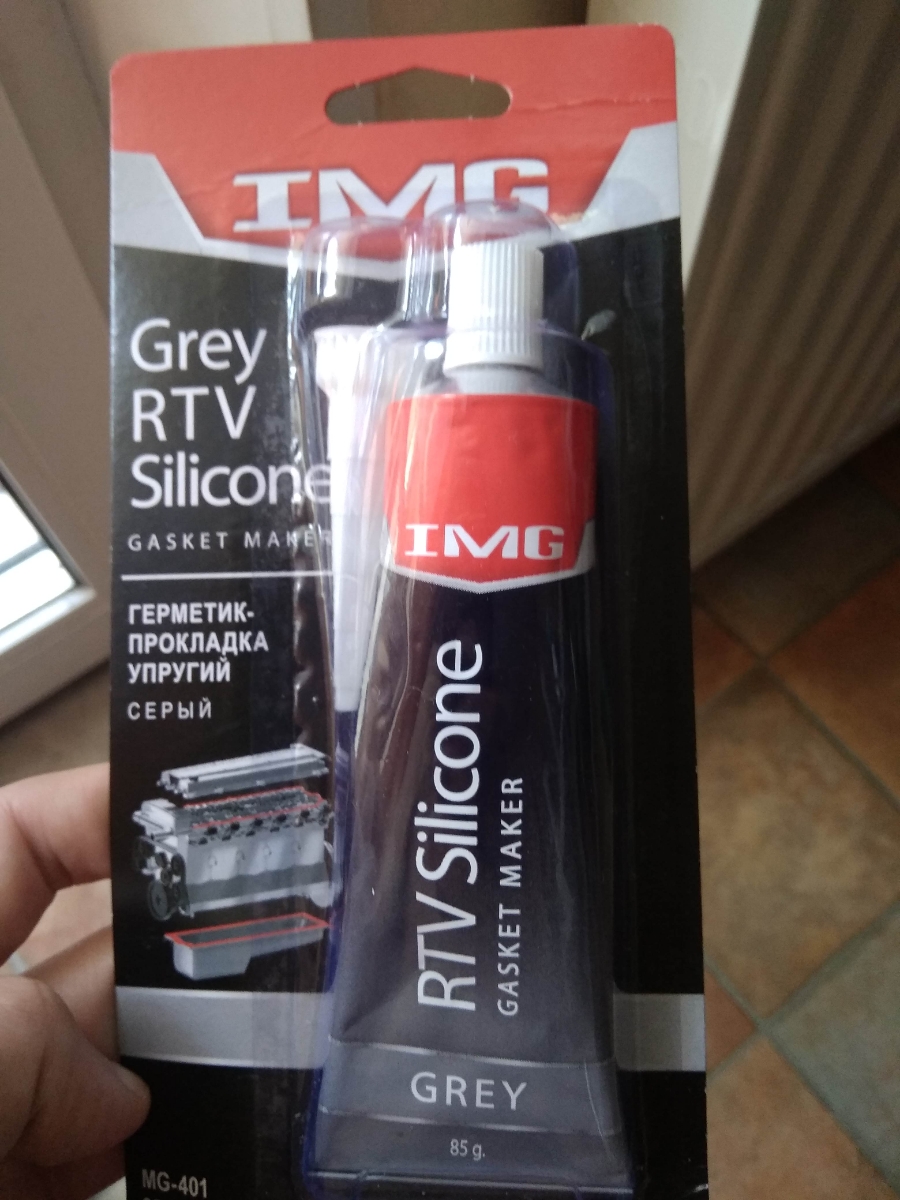 IMG
Grey
RTV
Silicone
GASKET MAKER
ГЕРМЕТИК-
ПРОКЛАДКА
УПРУГИЙ
СЕРЫЙ
MG-401
IMG
RTV Silicone
GASKET MAKER
GREY
85 g.